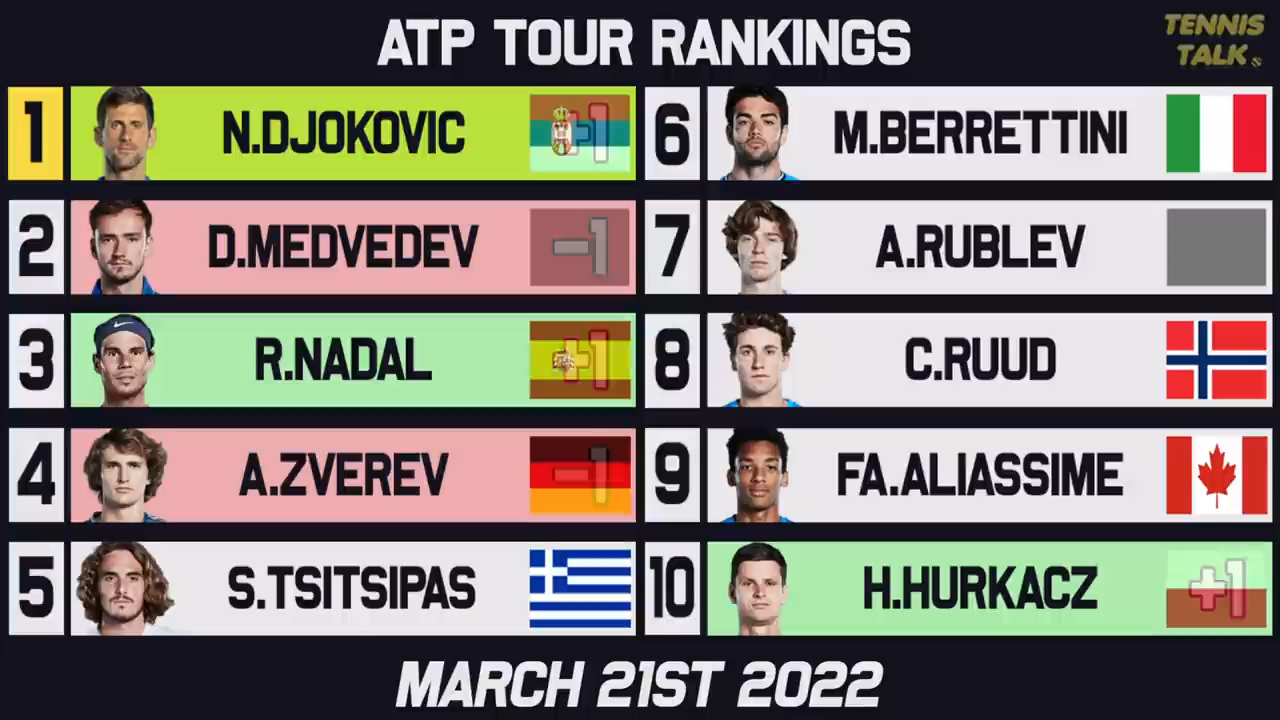 ATP TOUR RANKINGS
TENNIS
TALK
1 N.DJOKOVIC +1
2 D.MEDVEDEV -1
3 R.NADAL +1
4 A.ZVEREV -1
5 S.TSITSIPAS
6 M.BERRETTINI
7 A.RUBLEV
8 C.RUUD
9 FA.ALIASSIME
10 H.HURKACZ +1
MARCH 21ST 2022